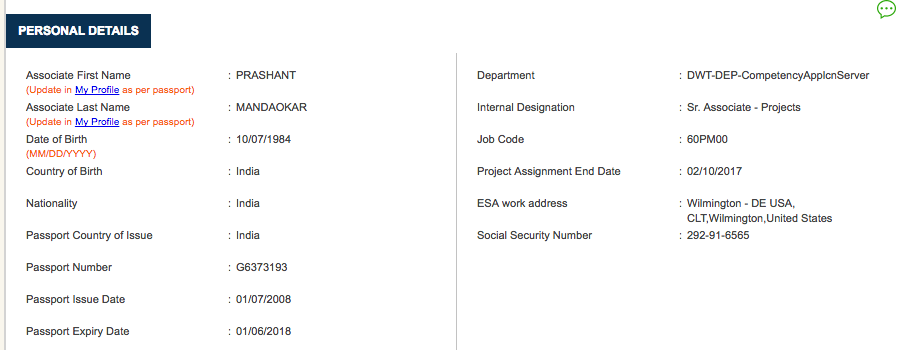 PERSONAL DETAILS
Associate First Name : PRASHANT
(Update in My Profile as per passport)
Associate Last Name : MANDAOKAR
(Update in My Profile as per passport)
Date of Birth : 10/07/1984
(MM/DD/YYYY)
Country of Birth : India
Nationality : India
Passport Country of Issue : India
Passport Number : G6373193
Passport Issue Date : 01/07/2008
Passport Expiry Date : 01/06/2018
Department : DWT-DEP-CompetencyApplcnServer
Internal Designation : Sr. Associate - Projects
Job Code : 60PM00
Project Assignment End Date : 02/10/2017
ESA work address : Wilmington - DE USA,
CLT,Wilmington,United States
Social Security Number : 292-91-6565